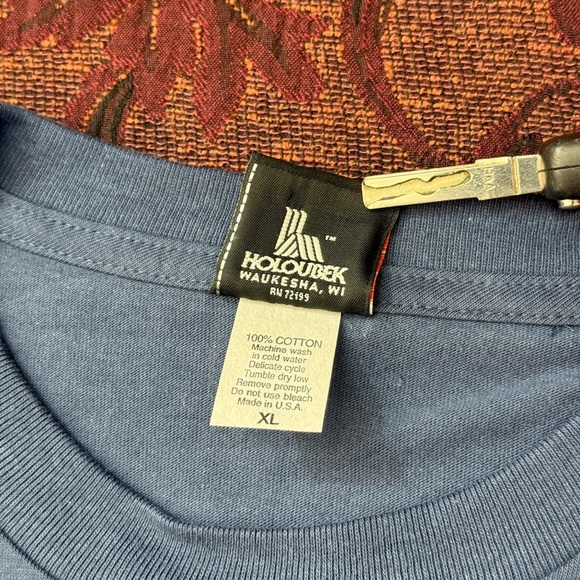 TM
HOLOUBEK
WAUKESHA, WI
RN 72199
100% COTTON
Machine wash
in cold water
Delicate cycle
Tumble dry low
Remove promptly
Do not use bleach
Made in U.S.A.
XL